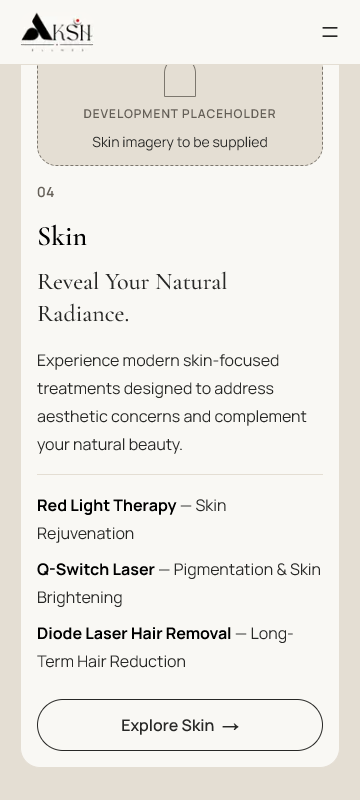 AKSH
DEVELOPMENT PLACEHOLDER
Skin imagery to be supplied
04
Skin
Reveal Your Natural
Radiance.
Experience modern skin-focused
treatments designed to address
aesthetic concerns and complement
your natural beauty.
Red Light Therapy — Skin
Rejuvenation
Q-Switch Laser — Pigmentation & Skin
Brightening
Diode Laser Hair Removal — Long-
Term Hair Reduction
Explore Skin →